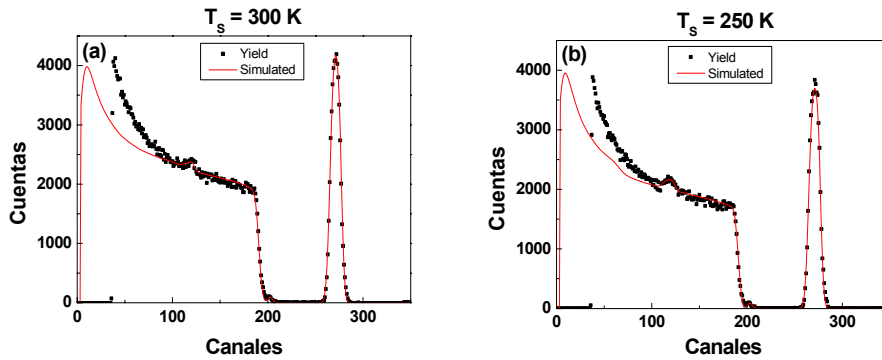 T_S = 300 K
(a)
Yield
Simulated
4000
3000
2000
1000
0
Cuentas
0 100 200 300
Canales
T_S = 250 K
(b)
Yield
Simulated
4000
3000
2000
1000
0
Cuentas
0 100 200 300
Canales